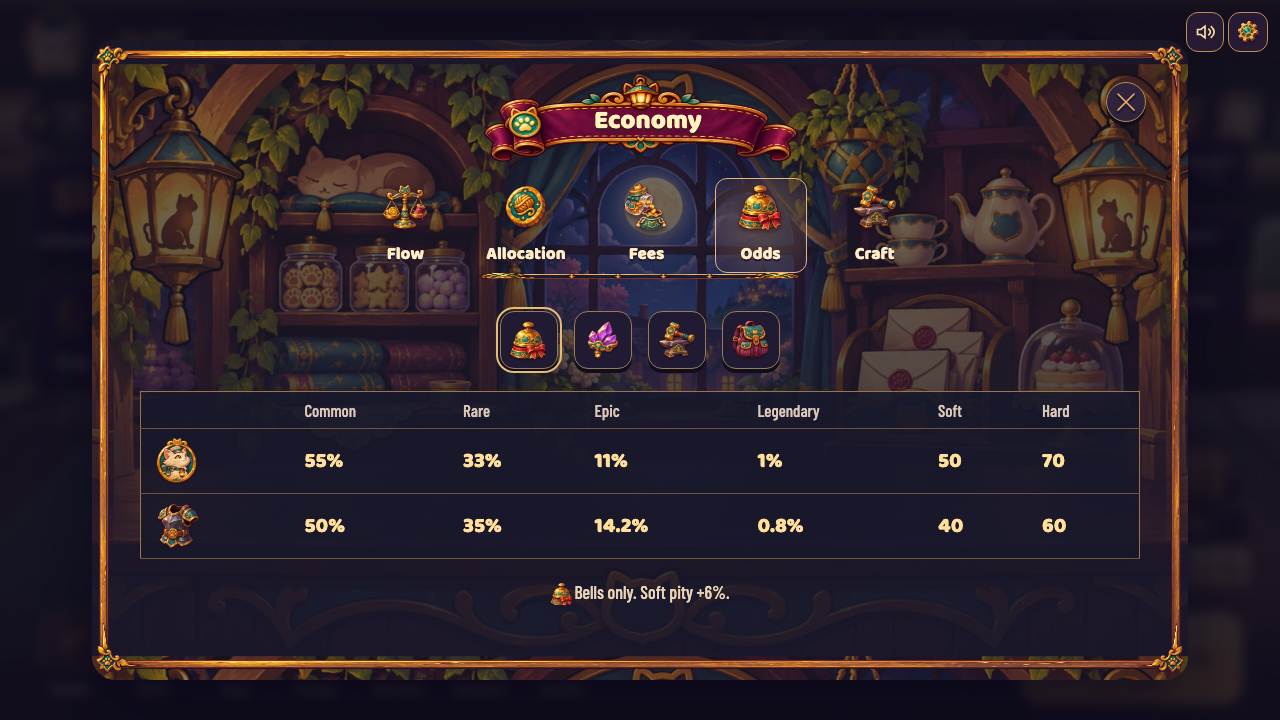 Economy
Flow
Allocation
Fees
Odds
Craft
Common Rare Epic Legendary Soft Hard
55% 33% 11% 1% 50 70
50% 35% 14.2% 0.8% 40 60
Bells only. Soft pity +6%.